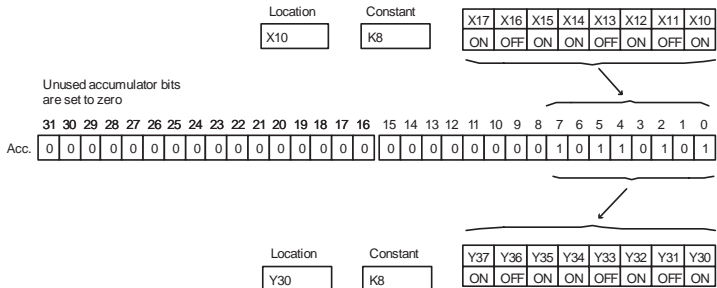 Location Constant
X10 K8
X17 X16 X15 X14 X13 X12 X11 X10
ON OFF ON ON OFF ON OFF ON
Unused accumulator bits
are set to zero
31 30 29 28 27 26 25 24 23 22 21 20 19 18 17 16 15 14 13 12 11 10 9 8 7 6 5 4 3 2 1 0
Acc. 0 0 0 0 0 0 0 0 0 0 0 0 0 0 0 0 0 0 0 0 0 0 0 0 1 0 1 1 0 1 0 1
Location Constant
Y30 K8
Y37 Y36 Y35 Y34 Y33 Y32 Y31 Y30
ON OFF ON ON OFF ON OFF ON